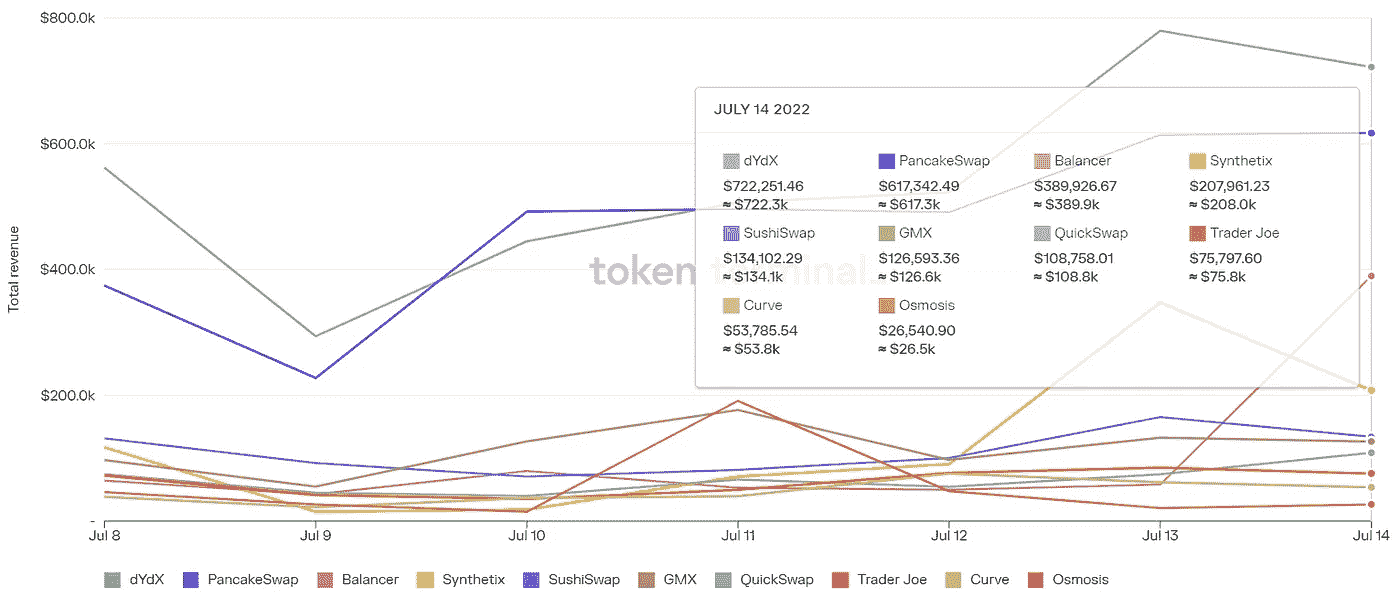 $800.0k
$600.0k
$400.0k
$200.0k
-
Total revenue
JULY 14 2022
dYdX PancakeSwap Balancer Synthetix
$722,251.46 $617,342.49 $389,926.67 $207,961.23
≈ $722.3k ≈ $617.3k ≈ $389.9k ≈ $208.0k
SushiSwap GMX QuickSwap Trader Joe
$134,102.29 $126,593.36 $108,758.01 $75,797.60
≈ $134.1k ≈ $126.6k ≈ $108.8k ≈ $75.8k
Curve Osmosis
$53,785.54 $26,540.90
≈ $53.8k ≈ $26.5k
token terminal
Jul 8 Jul 9 Jul 10 Jul 11 Jul 12 Jul 13 Jul 14
dYdX PancakeSwap Balancer Synthetix SushiSwap GMX QuickSwap Trader Joe Curve Osmosis